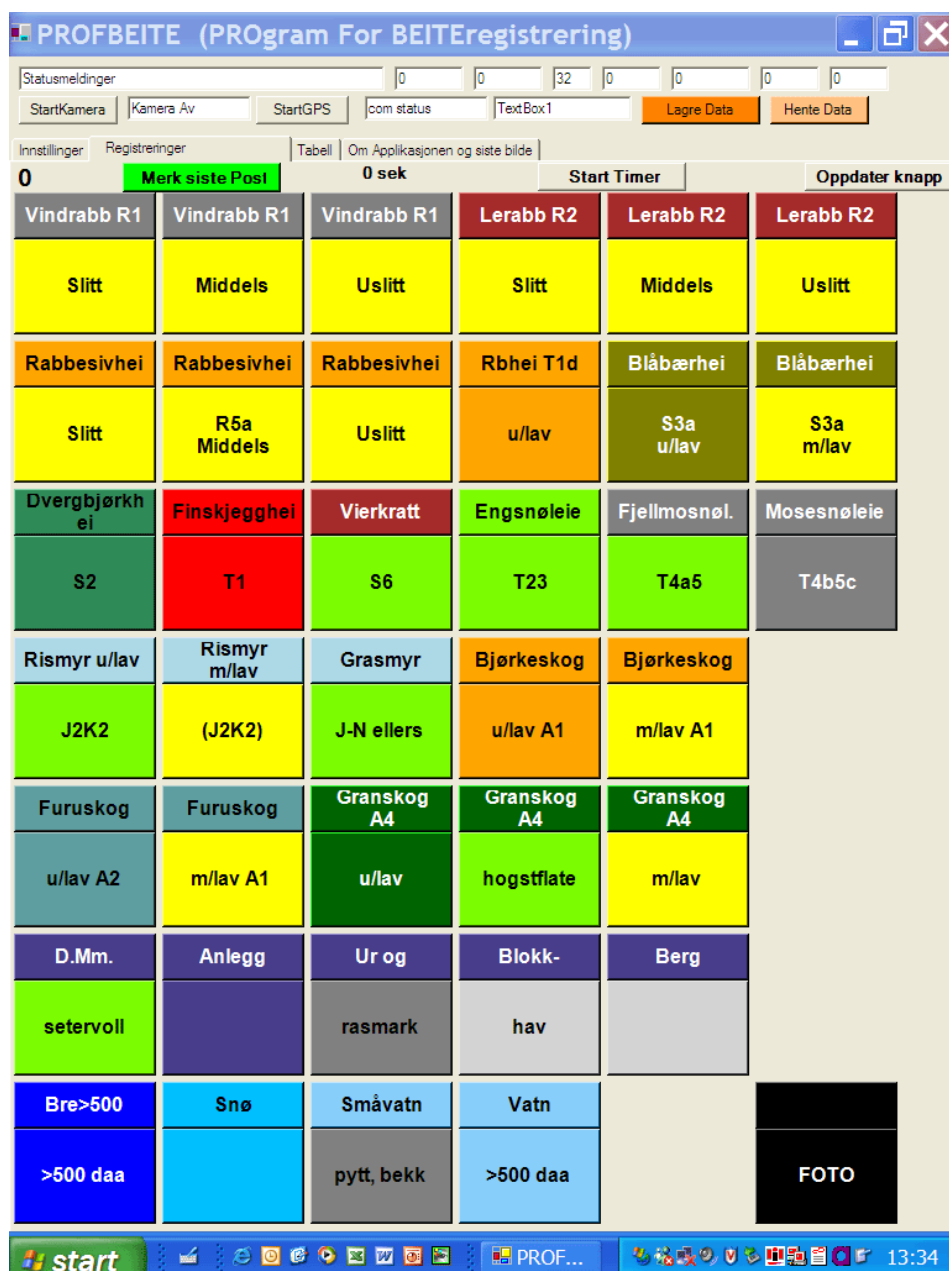 PROFBEITE (PROgram For BEITEregistrering)
Statusmeldinger 0 0 32 0 0 0 0
StartKamera Kamera Av StartGPS com status TextBox1 Lagre Data Hente Data
Innstillinger Registreringer Tabell Om Applikasjonen og siste bilde
0 Merk siste Post 0 sek Start Timer Oppdater knapp
Vindrabb R1 Vindrabb R1 Vindrabb R1 Lerabb R2 Lerabb R2 Lerabb R2
Slitt Middels Uslitt Slitt Middels Uslitt
Rabbesivhei Rabbesivhei Rabbesivhei Rbhei T1d Blåbærhei Blåbærhei
Slitt R5a Middels Uslitt u/lav S3a u/lav S3a m/lav
Dvergbjørkhei Finskjegghei Vierkratt Engsnøleie Fjellmosnøl. Mosesnøleie
S2 T1 S6 T23 T4a5 T4b5c
Rismyr u/lav Rismyr m/lav Grasmyr Bjørkeskog Bjørkeskog
J2K2 (J2K2) J-N ellers u/lav A1 m/lav A1
Furuskog Furuskog Granskog A4 Granskog A4 Granskog A4
u/lav A2 m/lav A1 u/lav hogstflate m/lav
D.Mm. Anlegg Ur og Blokk- Berg
setervoll rasmark hav
Bre>500 Snø Småvatn Vatn
>500 daa pytt, bekk >500 daa FOTO
start PROF... 13:34